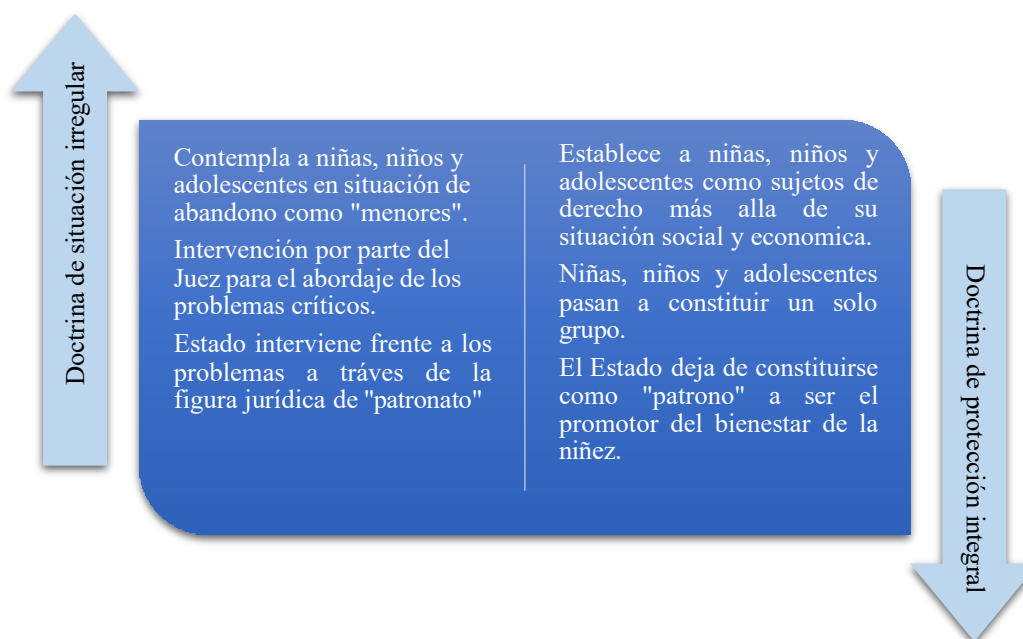 Doctrina de situación irregular
Contempla a niñas, niños y
adolescentes en situación de
abandono como "menores".
Intervención por parte del
Juez para el abordaje de los
problemas críticos.
Estado interviene frente a los
problemas a tráves de la
figura jurídica de "patronato"
Establece a niñas, niños y
adolescentes como sujetos de
derecho más alla de su
situación social y economica.
Niñas, niños y adolescentes
pasan a constituir un solo
grupo.
El Estado deja de constituirse
como "patrono" a ser el
promotor del bienestar de la
niñez.
Doctrina de protección integral